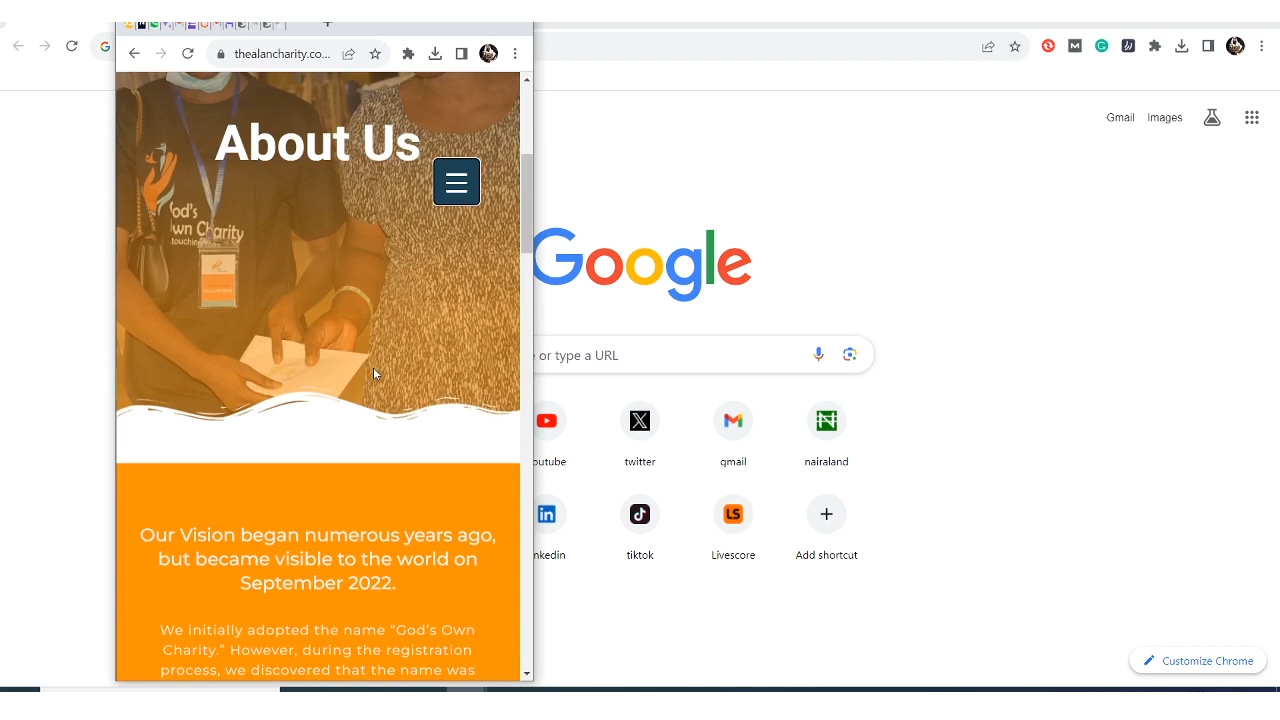 thealancharity.co...
About Us
God's
Own Charity
VOLUNTEER
Our Vision began numerous years ago,
but became visible to the world on
September 2022.
We initially adopted the name “God’s Own
Charity.” However, during the registration
process, we discovered that the name was
Gmail
Images
Google
or type a URL
outube
twitter
gmail
nairaland
nkedin
tiktok
LS
Livescore
Add shortcut
Customize Chrome